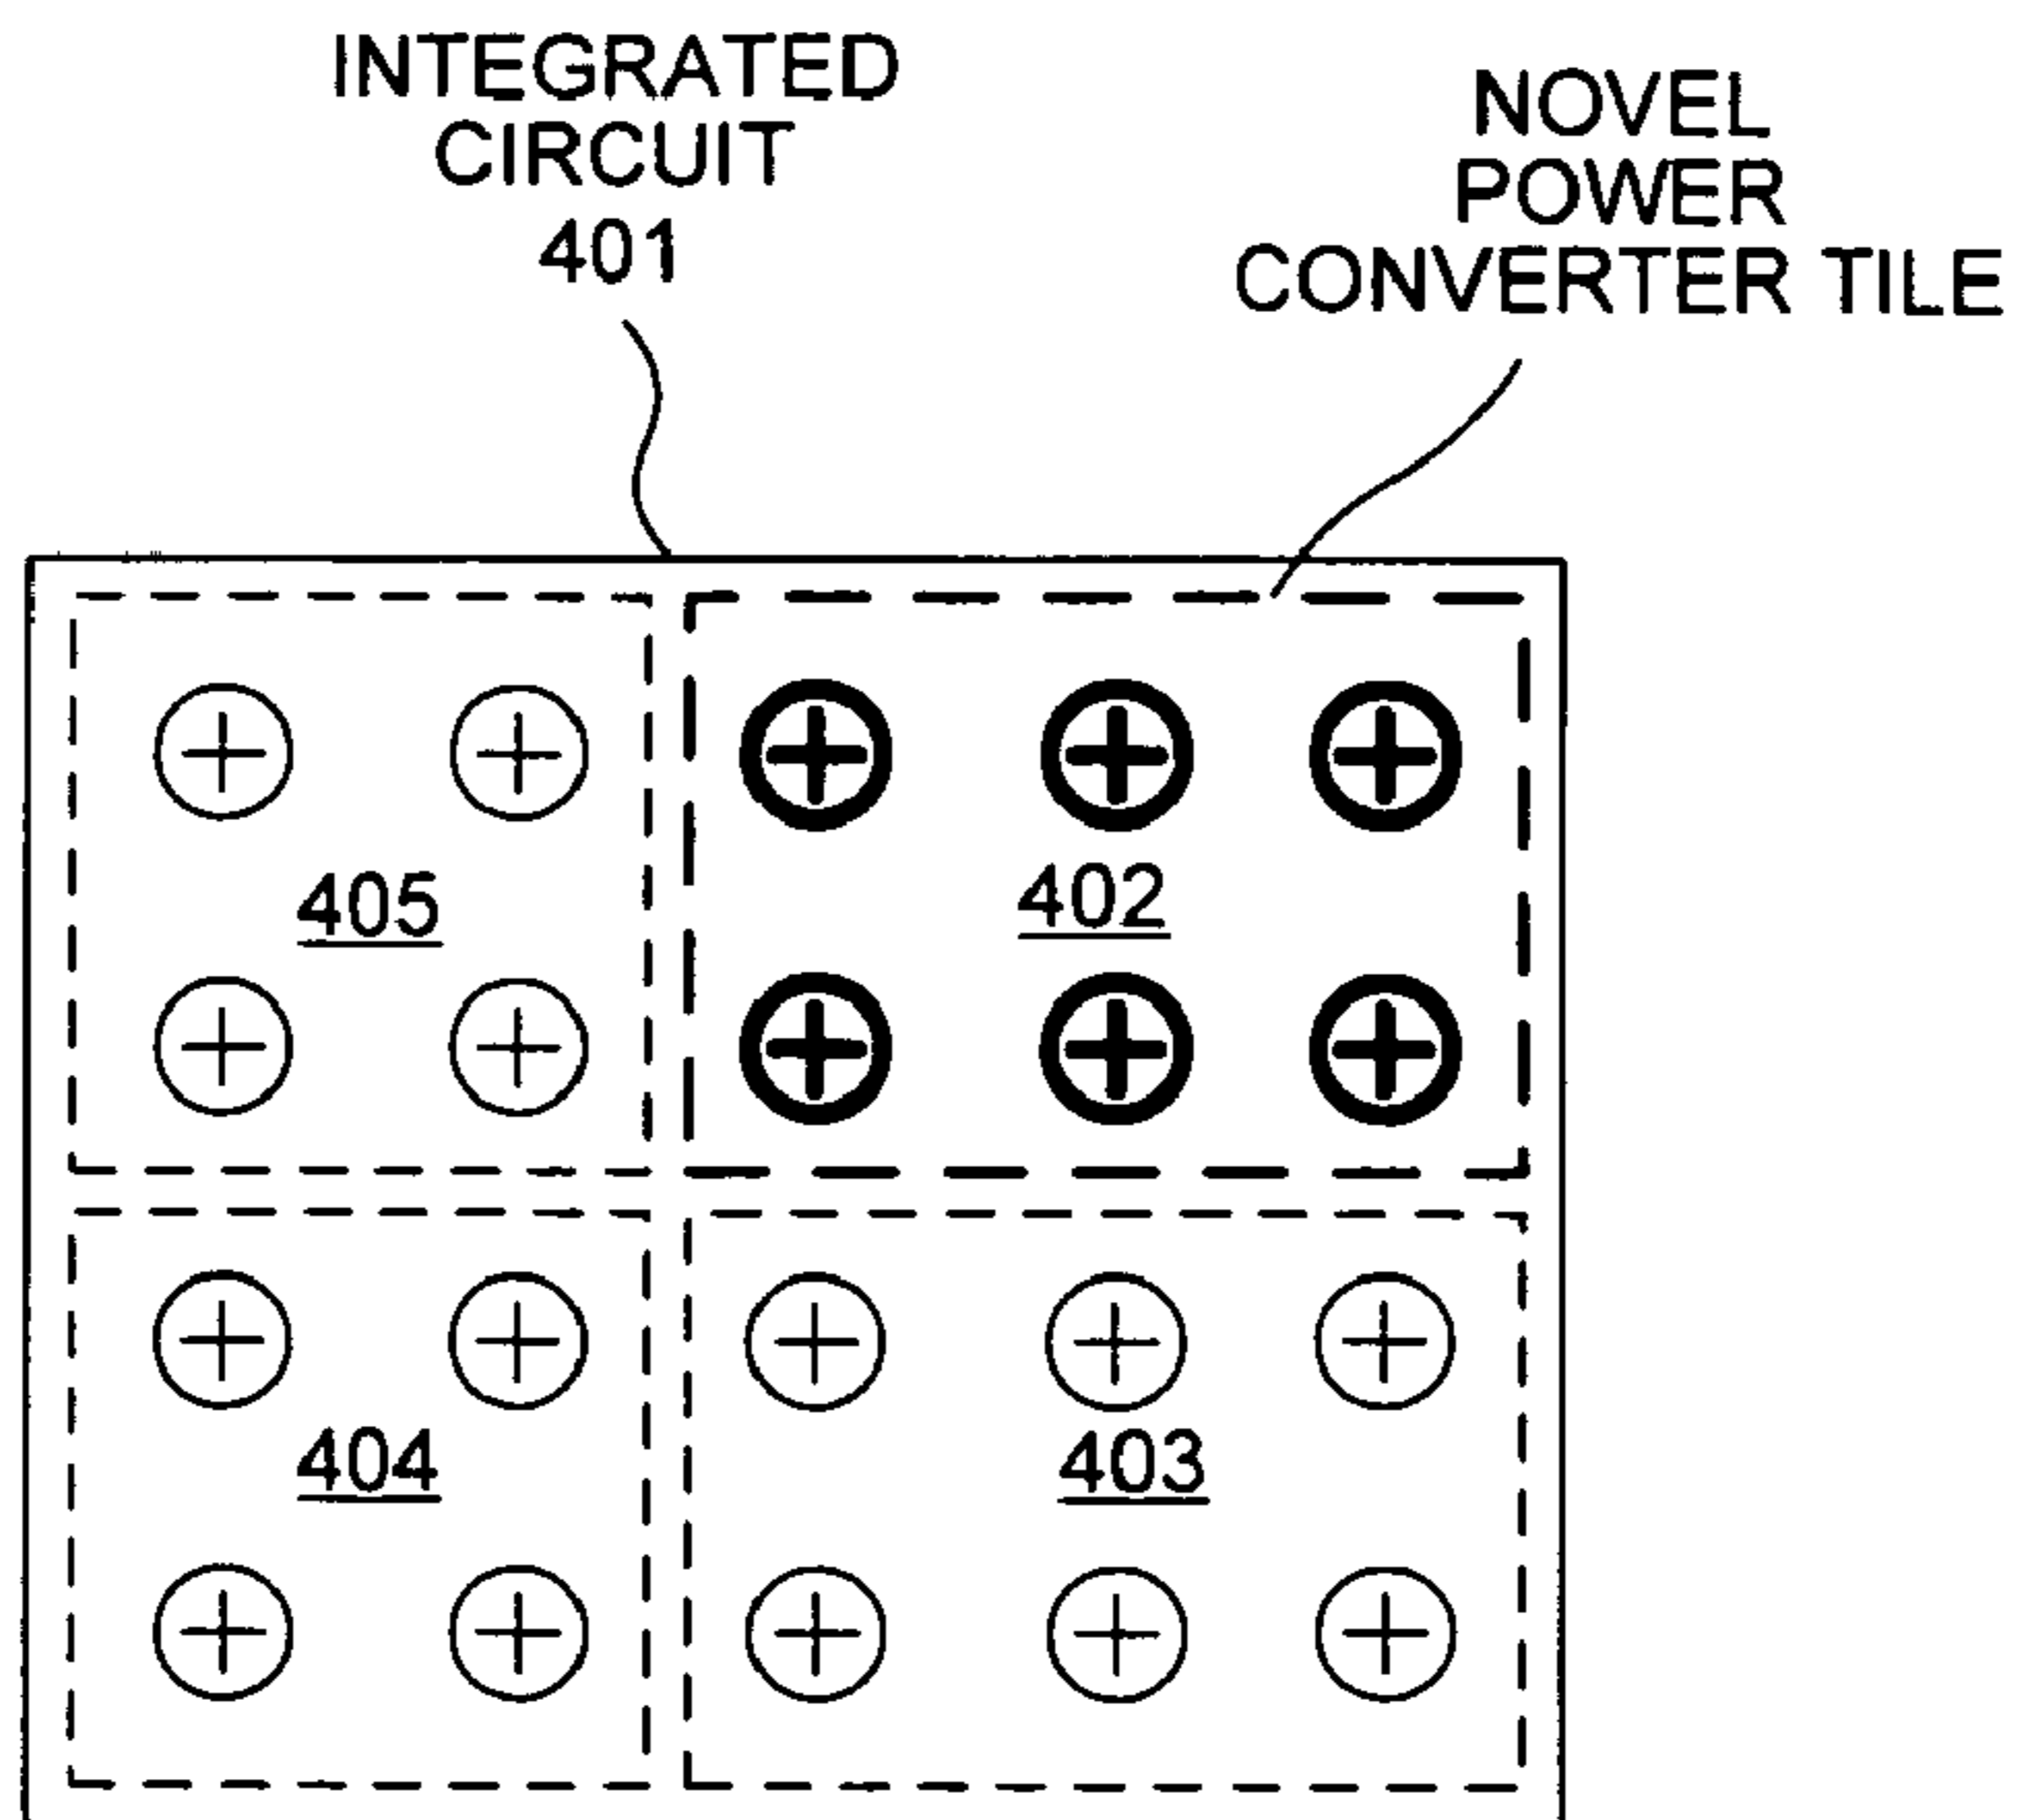 INTEGRATED
CIRCUIT
401
NOVEL
POWER
CONVERTER TILE
405
402
404
403